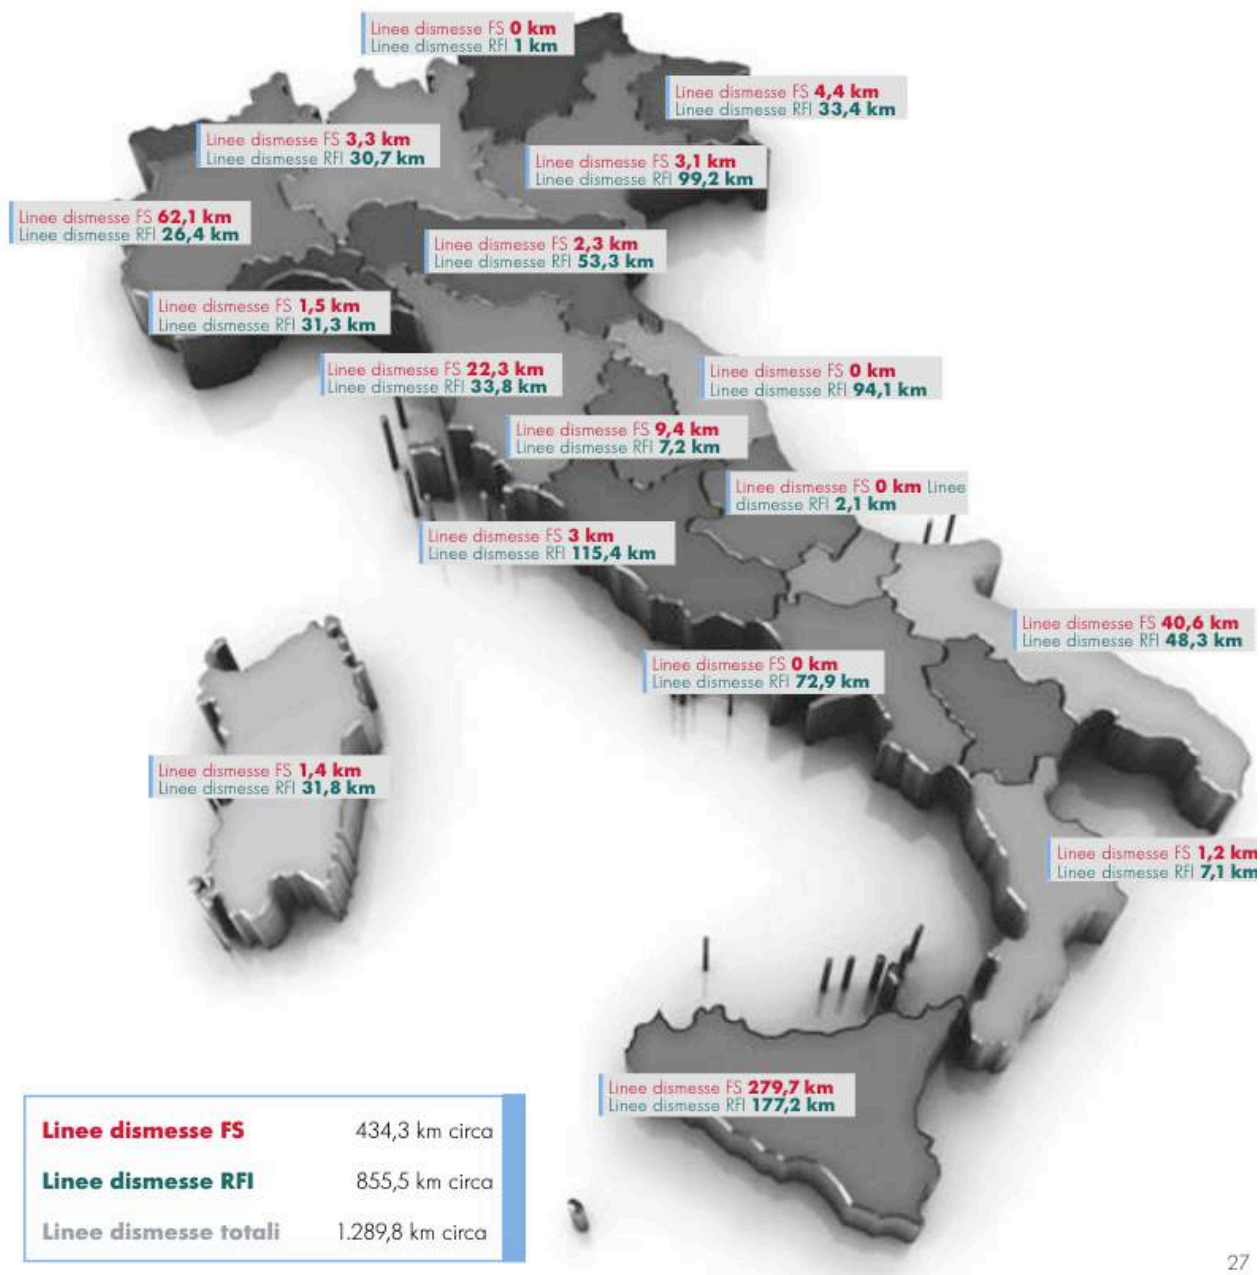 Linee dismesse FS 0 km
Linee dismesse RFI 1 km
Linee dismesse FS 4,4 km
Linee dismesse RFI 33,4 km
Linee dismesse FS 3,3 km
Linee dismesse RFI 30,7 km
Linee dismesse FS 3,1 km
Linee dismesse RFI 99,2 km
Linee dismesse FS 62,1 km
Linee dismesse RFI 26,4 km
Linee dismesse FS 2,3 km
Linee dismesse RFI 53,3 km
Linee dismesse FS 1,5 km
Linee dismesse RFI 31,3 km
Linee dismesse FS 22,3 km
Linee dismesse RFI 33,8 km
Linee dismesse FS 0 km
Linee dismesse RFI 94,1 km
Linee dismesse FS 9,4 km
Linee dismesse RFI 7,2 km
Linee dismesse FS 0 km Linee
dismesse RFI 2,1 km
Linee dismesse FS 3 km
Linee dismesse RFI 115,4 km
Linee dismesse FS 40,6 km
Linee dismesse RFI 48,3 km
Linee dismesse FS 0 km
Linee dismesse RFI 72,9 km
Linee dismesse FS 1,4 km
Linee dismesse RFI 31,8 km
Linee dismesse FS 1,2 km
Linee dismesse RFI 7,1 km
Linee dismesse FS 279,7 km
Linee dismesse RFI 177,2 km
Linee dismesse FS 434,3 km circa
Linee dismesse RFI 855,5 km circa
Linee dismesse totali 1.289,8 km circa
27